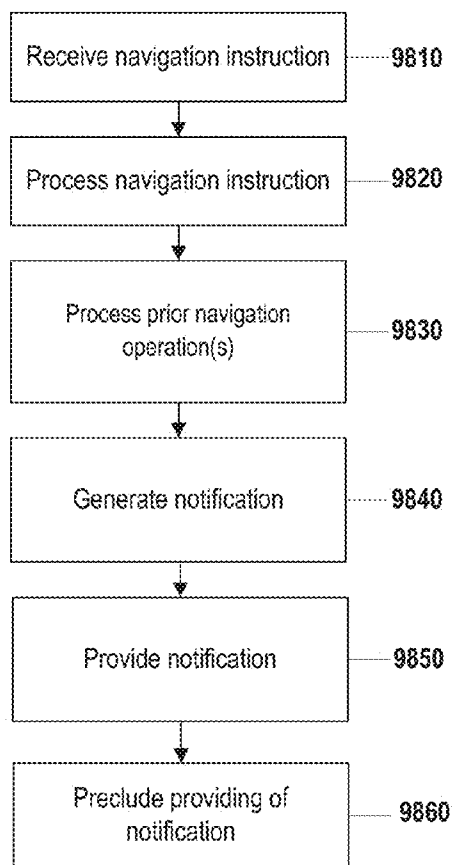 Receive navigation instruction 9810
Process navigation instruction 9820
Process prior navigation
operation(s)
9830
Generate notification 9840
Provide notification 9850
Preclude providing of
notification
9860